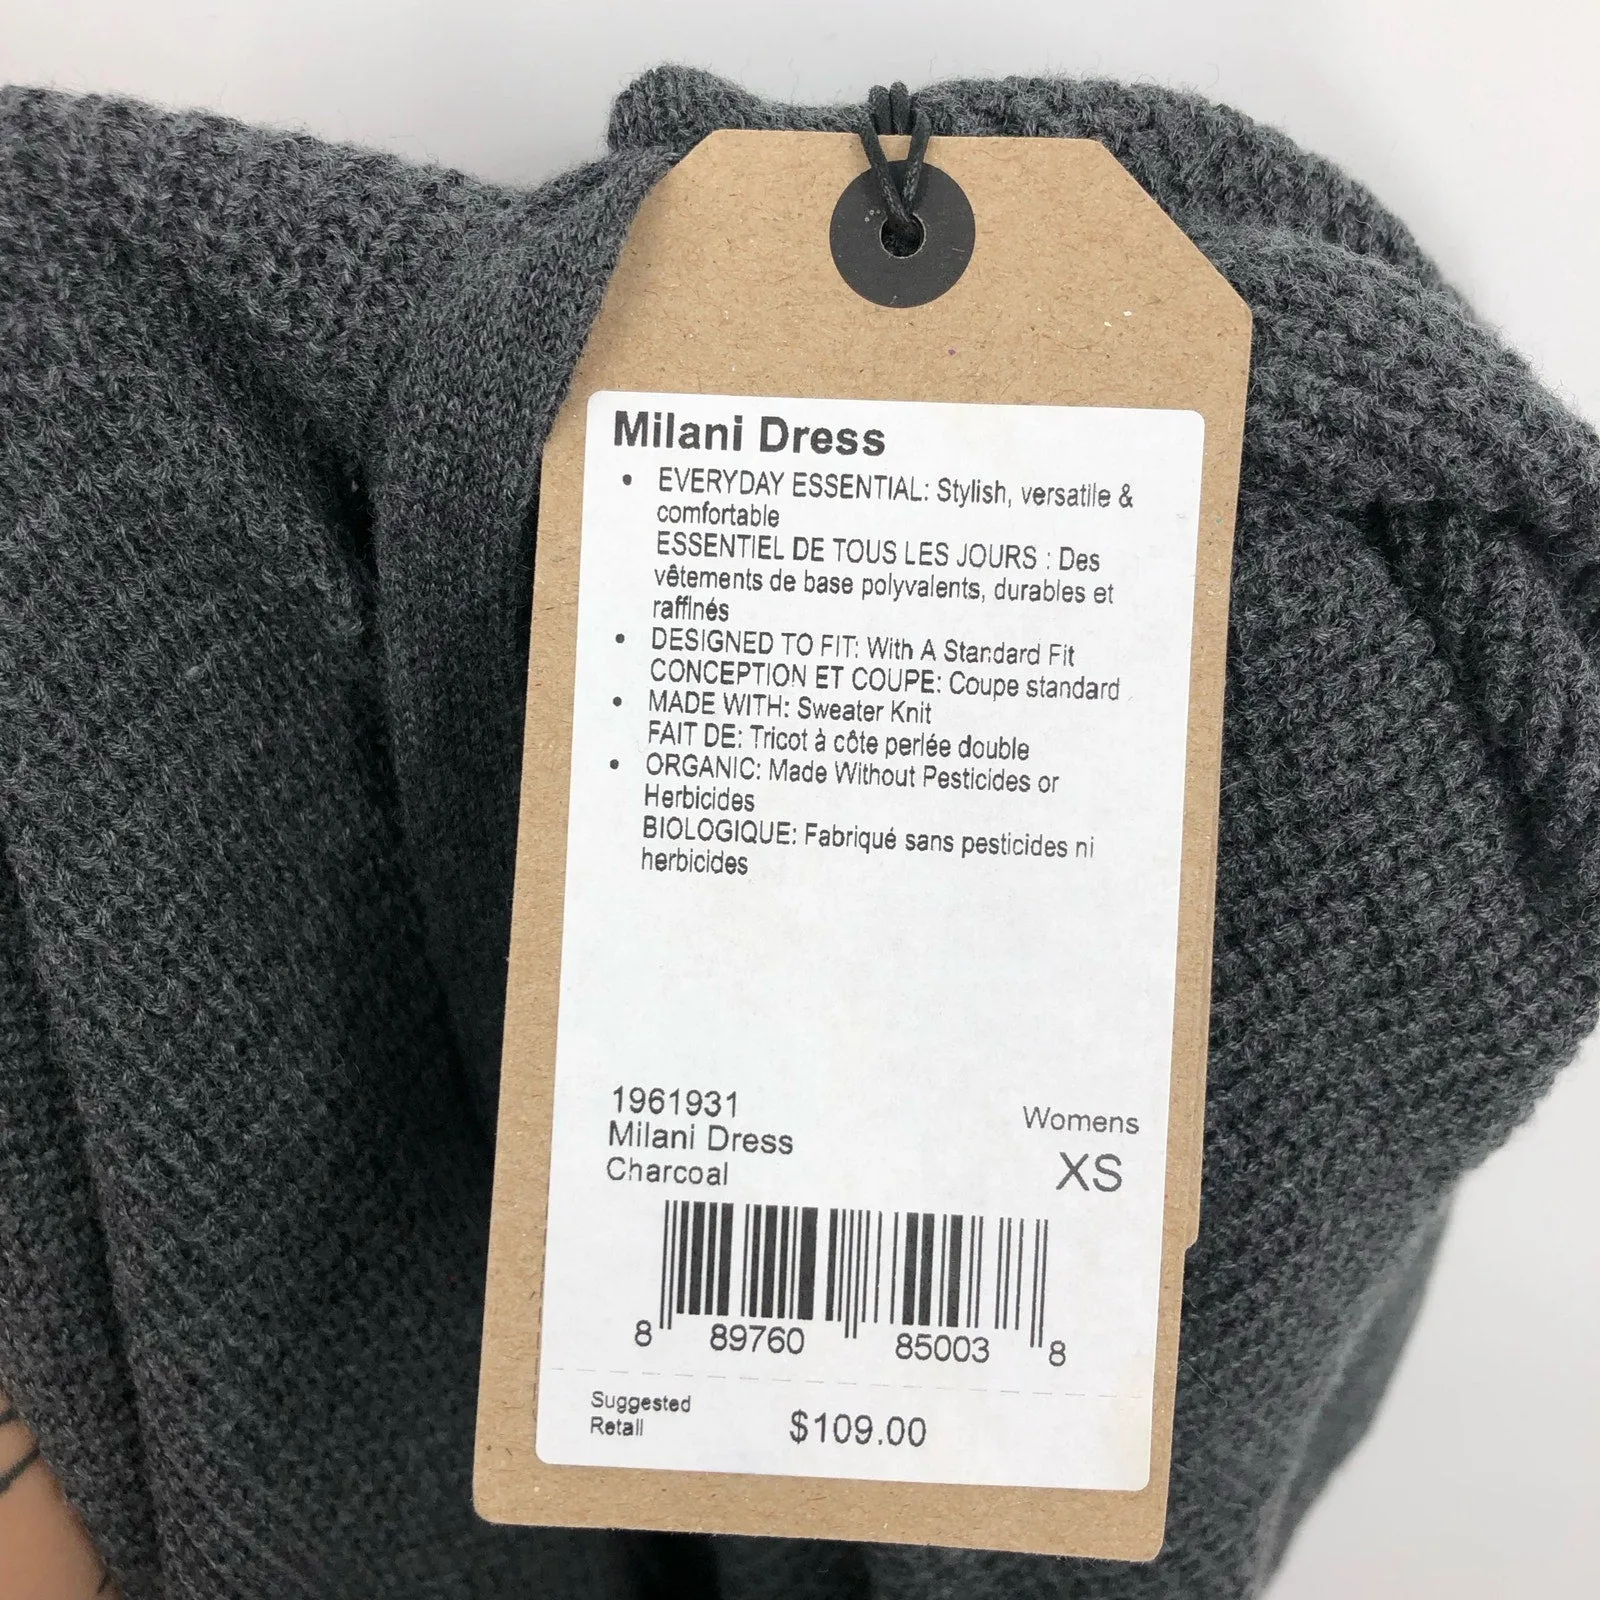 Milani Dress
• EVERYDAY ESSENTIAL: Stylish, versatile &
comfortable
ESSENTIEL DE TOUS LES JOURS : Des
vêtements de base polyvalents, durables et
raffinés
• DESIGNED TO FIT: With A Standard Fit
CONCEPTION ET COUPE: Coupe standard
• MADE WITH: Sweater Knit
FAIT DE: Tricot à côte perlée double
• ORGANIC: Made Without Pesticides or
Herbicides
BIOLOGIQUE: Fabriqué sans pesticides ni
herbicides
1961931
Milani Dress
Charcoal
Womens
XS
8 89760 85003 8
Suggested
Retail
$109.00